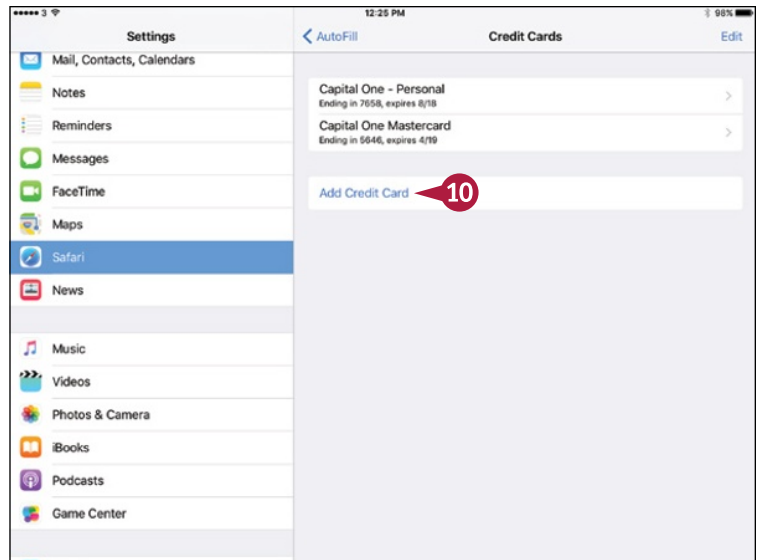 3 12:25 PM 98%
Settings
Mail, Contacts, Calendars
Notes
Reminders
Messages
FaceTime
Maps
Safari
News
Music
Videos
Photos & Camera
iBooks
Podcasts
Game Center
AutoFill Credit Cards Edit
Capital One - Personal
Ending in 7658, expires 8/18
Capital One Mastercard
Ending in 5646, expires 4/19
Add Credit Card 10